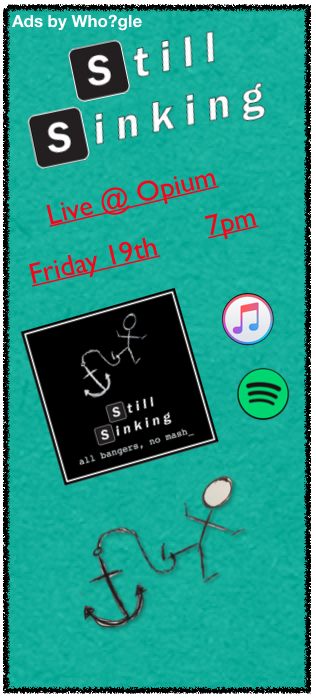 Ads by Who?gle
Still
Sinking
Live @ Opium
7pm
Friday 19th
Still
Sinking
all bangers, no mash_